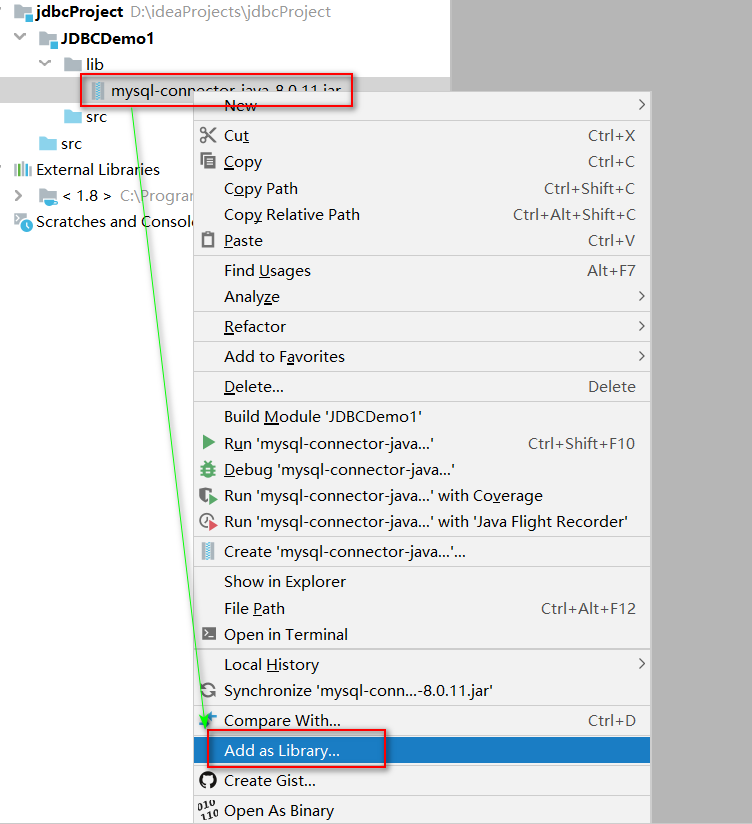 jdbcProject D:\ideaProjects\jdbcProject
JDBCDemo1
lib
mysql-connector-java-8.0.11.jar
New
src
Cut Ctrl+X
src
Copy Ctrl+C
External Libraries
Copy Path Ctrl+Shift+C
< 1.8 > C:\Progra
Copy Relative Path Ctrl+Alt+Shift+C
Scratches and Consol
Paste Ctrl+V
Find Usages Alt+F7
Analyze
Refactor
Add to Favorites
Delete... Delete
Build Module 'JDBCDemo1'
Run 'mysql-connector-java...' Ctrl+Shift+F10
Debug 'mysql-connector-java...'
Run 'mysql-connector-java...' with Coverage
Run 'mysql-connector-java...' with 'Java Flight Recorder'
Create 'mysql-connector-java...'...
Show in Explorer
File Path Ctrl+Alt+F12
Open in Terminal
Local History
Synchronize 'mysql-conn...-8.0.11.jar'
Compare With... Ctrl+D
Add as Library...
Create Gist...
Open As Binary